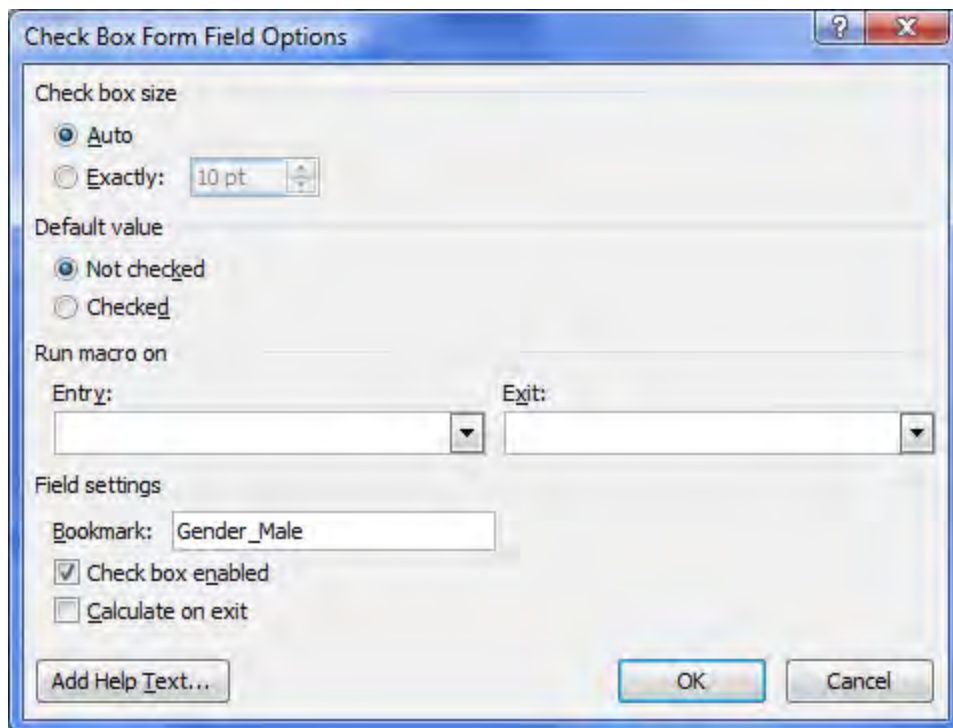 Check Box Form Field Options
Check box size
Auto
Exactly: 10 pt
Default value
Not checked
Checked
Run macro on
Entry: Exit:
Field settings
Bookmark: Gender_Male
Check box enabled
Calculate on exit
Add Help Text... OK Cancel